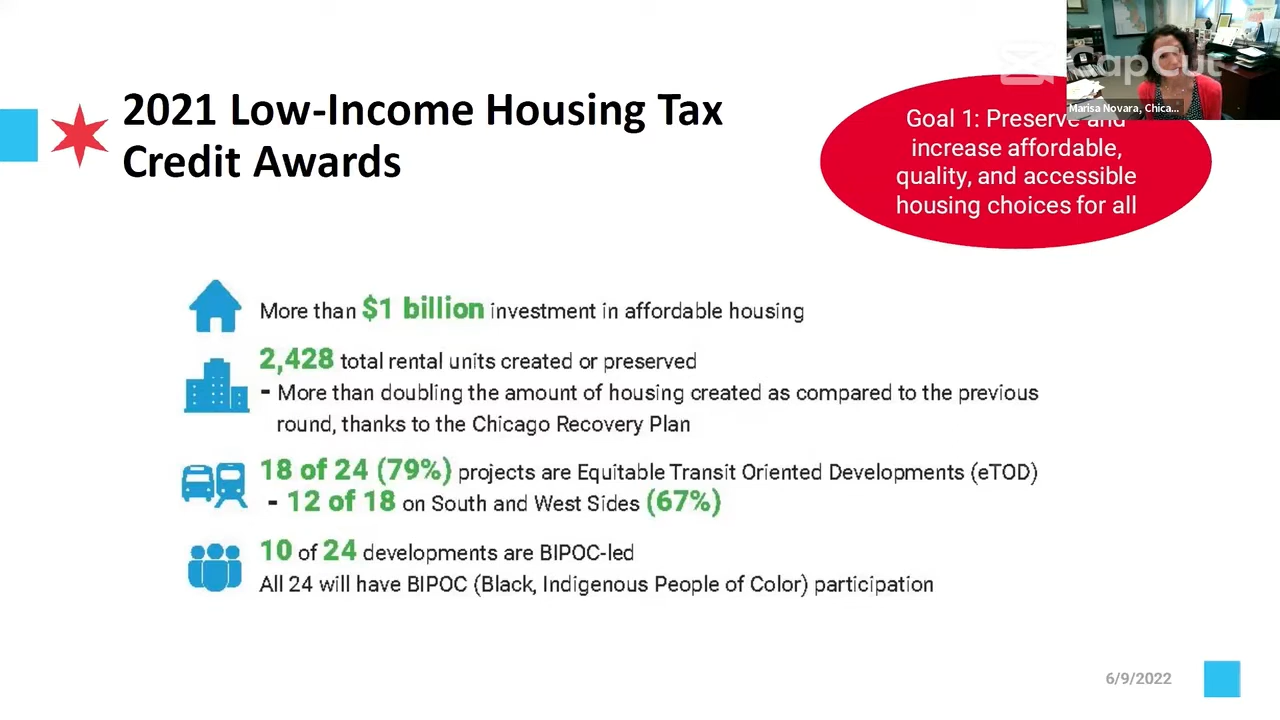 CapCut
Marisa Novara, Chica...
2021 Low-Income Housing Tax
Credit Awards
Goal 1: Preserve and
increase affordable,
quality, and accessible
housing choices for all
More than $1 billion investment in affordable housing
2,428 total rental units created or preserved
- More than doubling the amount of housing created as compared to the previous
round, thanks to the Chicago Recovery Plan
18 of 24 (79%) projects are Equitable Transit Oriented Developments (eTOD)
- 12 of 18 on South and West Sides (67%)
10 of 24 developments are BIPOC-led
All 24 will have BIPOC (Black, Indigenous People of Color) participation
6/9/2022